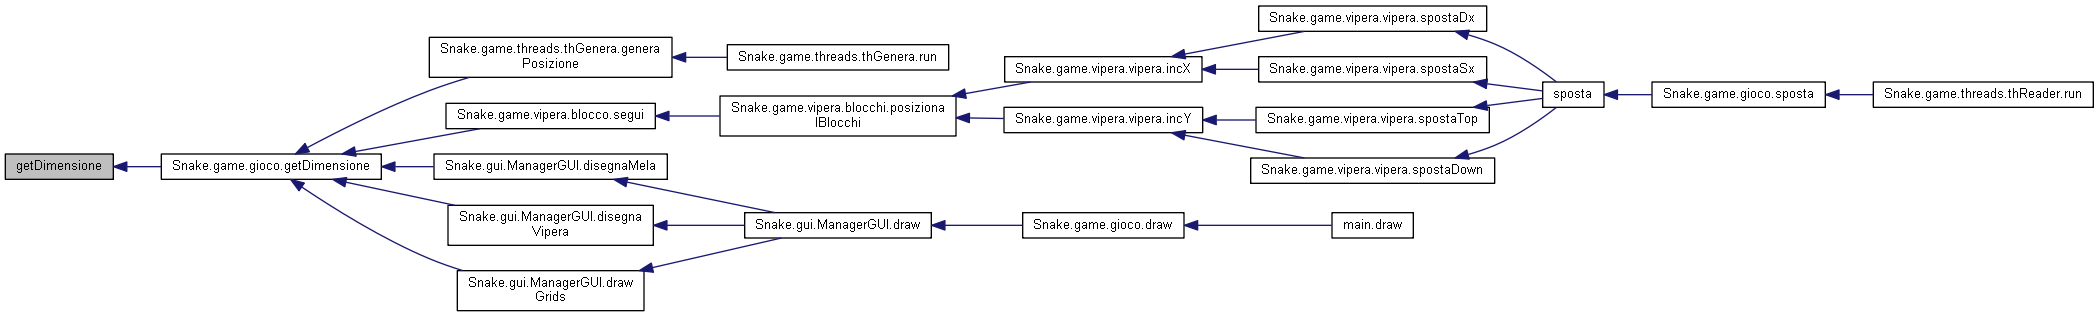 getDimensione
Snake.game.gioco.getDimensione
Snake.game.threads.thGenera.genera
Posizione
Snake.game.threads.thGenera.run
Snake.game.vipera.blocco.segui
Snake.game.vipera.blocchi.posiziona
IBlocchi
Snake.game.vipera.vipera.incX
Snake.game.vipera.vipera.spostaDx
Snake.game.vipera.vipera.spostaSx
Snake.game.vipera.vipera.incY
Snake.game.vipera.vipera.spostaTop
Snake.game.vipera.vipera.spostaDown
sposta
Snake.game.gioco.sposta
Snake.game.threads.thReader.run
Snake.gui.ManagerGUI.disegnaMela
Snake.gui.ManagerGUI.disegna
Vipera
Snake.gui.ManagerGUI.draw
Grids
Snake.gui.ManagerGUI.draw
Snake.game.gioco.draw
main.draw